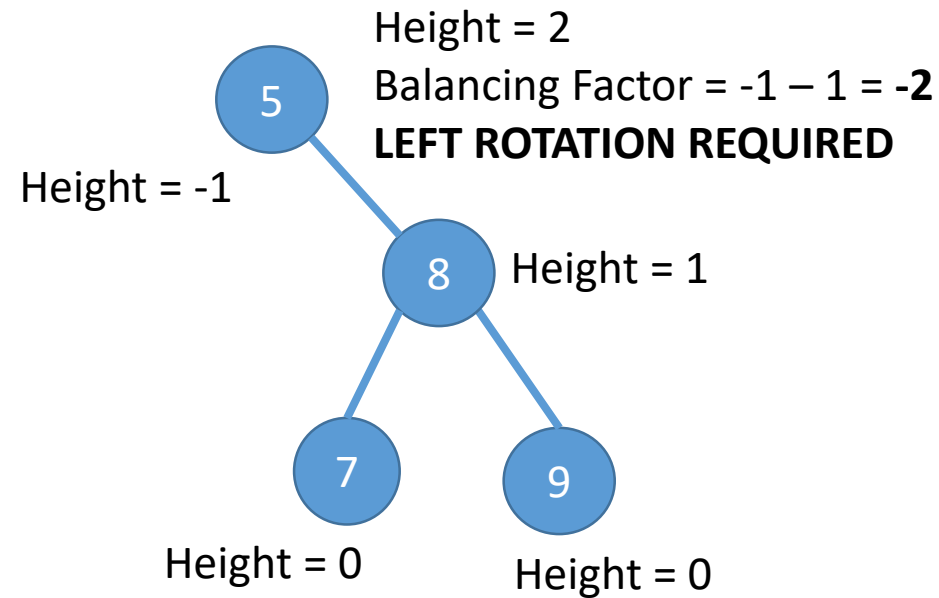 Height = 2
5
Balancing Factor = -1 – 1 = -2
LEFT ROTATION REQUIRED
Height = -1
8
Height = 1
7
9
Height = 0
Height = 0